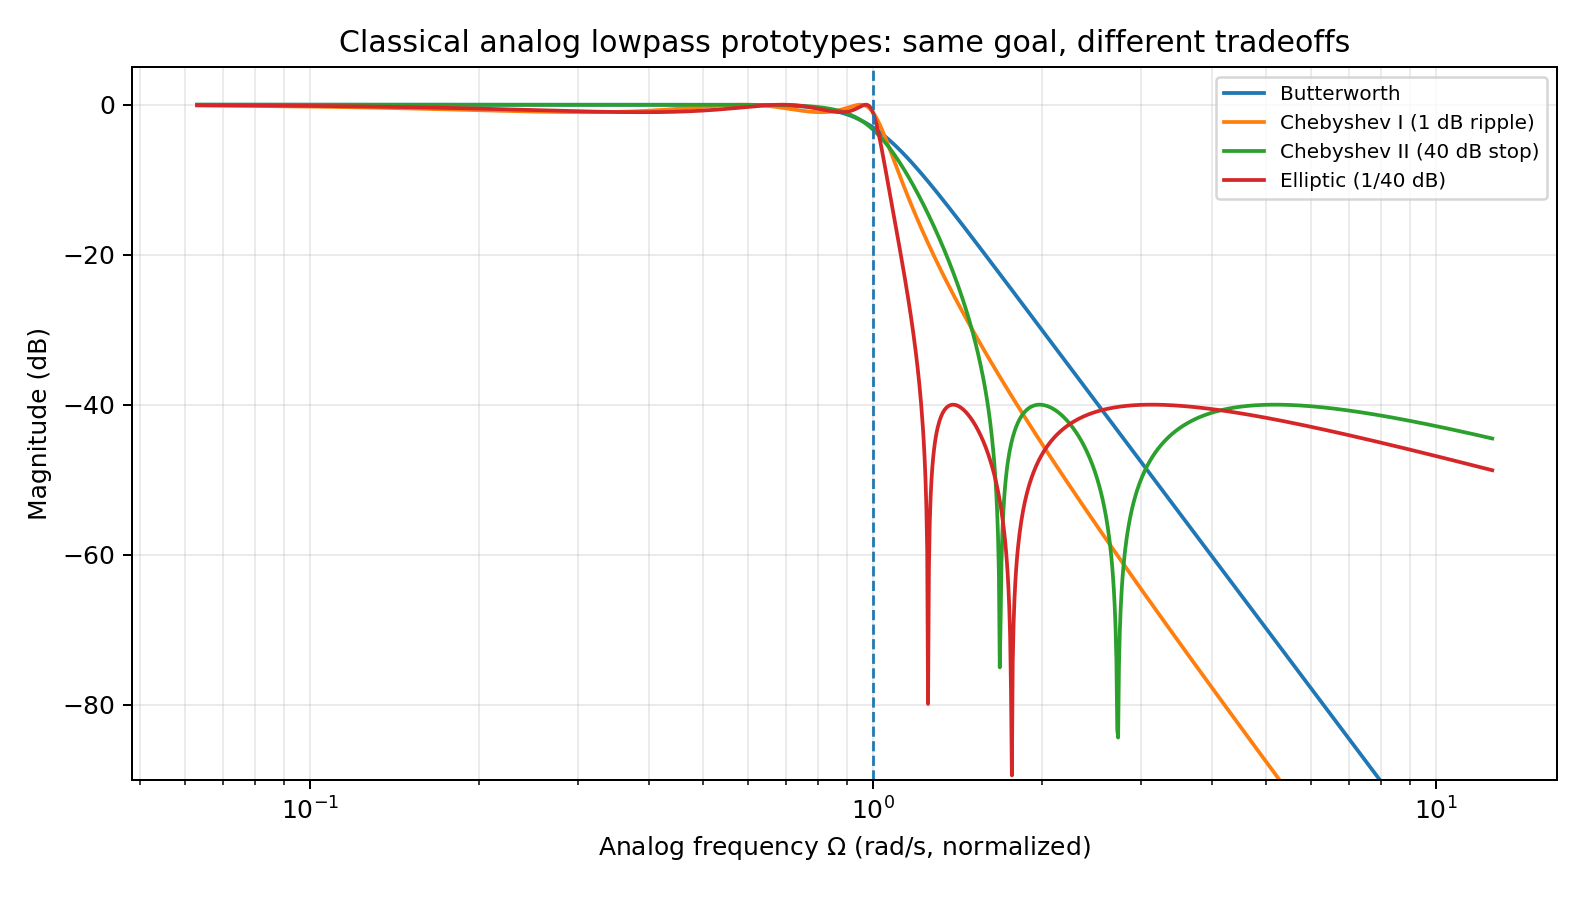 Classical analog lowpass prototypes: same goal, different tradeoffs
Butterworth
Chebyshev I (1 dB ripple)
Chebyshev II (40 dB stop)
Elliptic (1/40 dB)
Magnitude (dB)
0
−20
−40
−60
−80
10⁻¹
10⁰
10¹
Analog frequency Ω (rad/s, normalized)